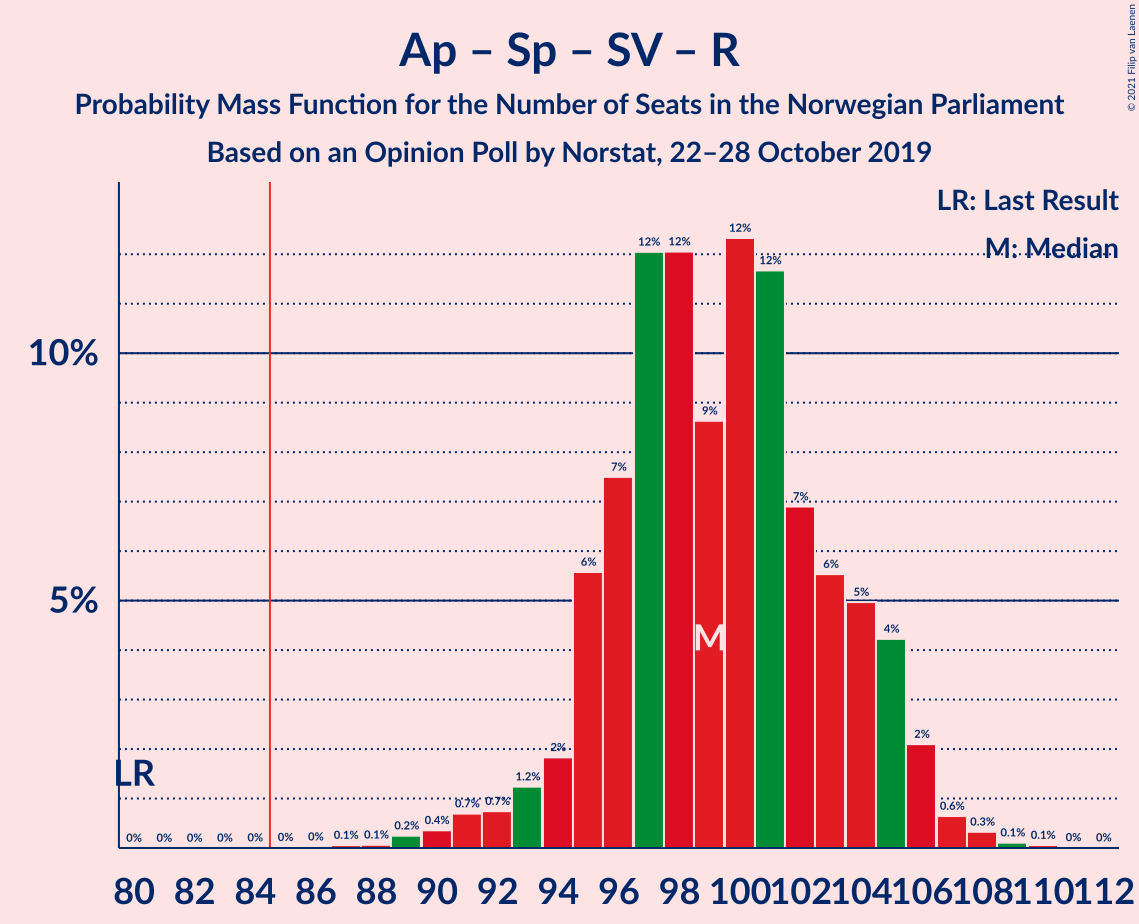 © 2021 Filip van Laenen
Ap – Sp – SV – R
Probability Mass Function for the Number of Seats in the Norwegian Parliament
Based on an Opinion Poll by Norstat, 22–28 October 2019
LR: Last Result
M: Median
10%
5%
LR
M
0% 0% 0% 0% 0% 0% 0% 0.1% 0.1% 0.2% 0.4% 0.7% 0.7% 1.2% 2% 6% 7% 12% 12% 9% 12% 12% 7% 6% 5% 4% 2% 0.6% 0.3% 0.1% 0.1% 0% 0%
80 82 84 86 88 90 92 94 96 98 100 102 104 106 108 110 112